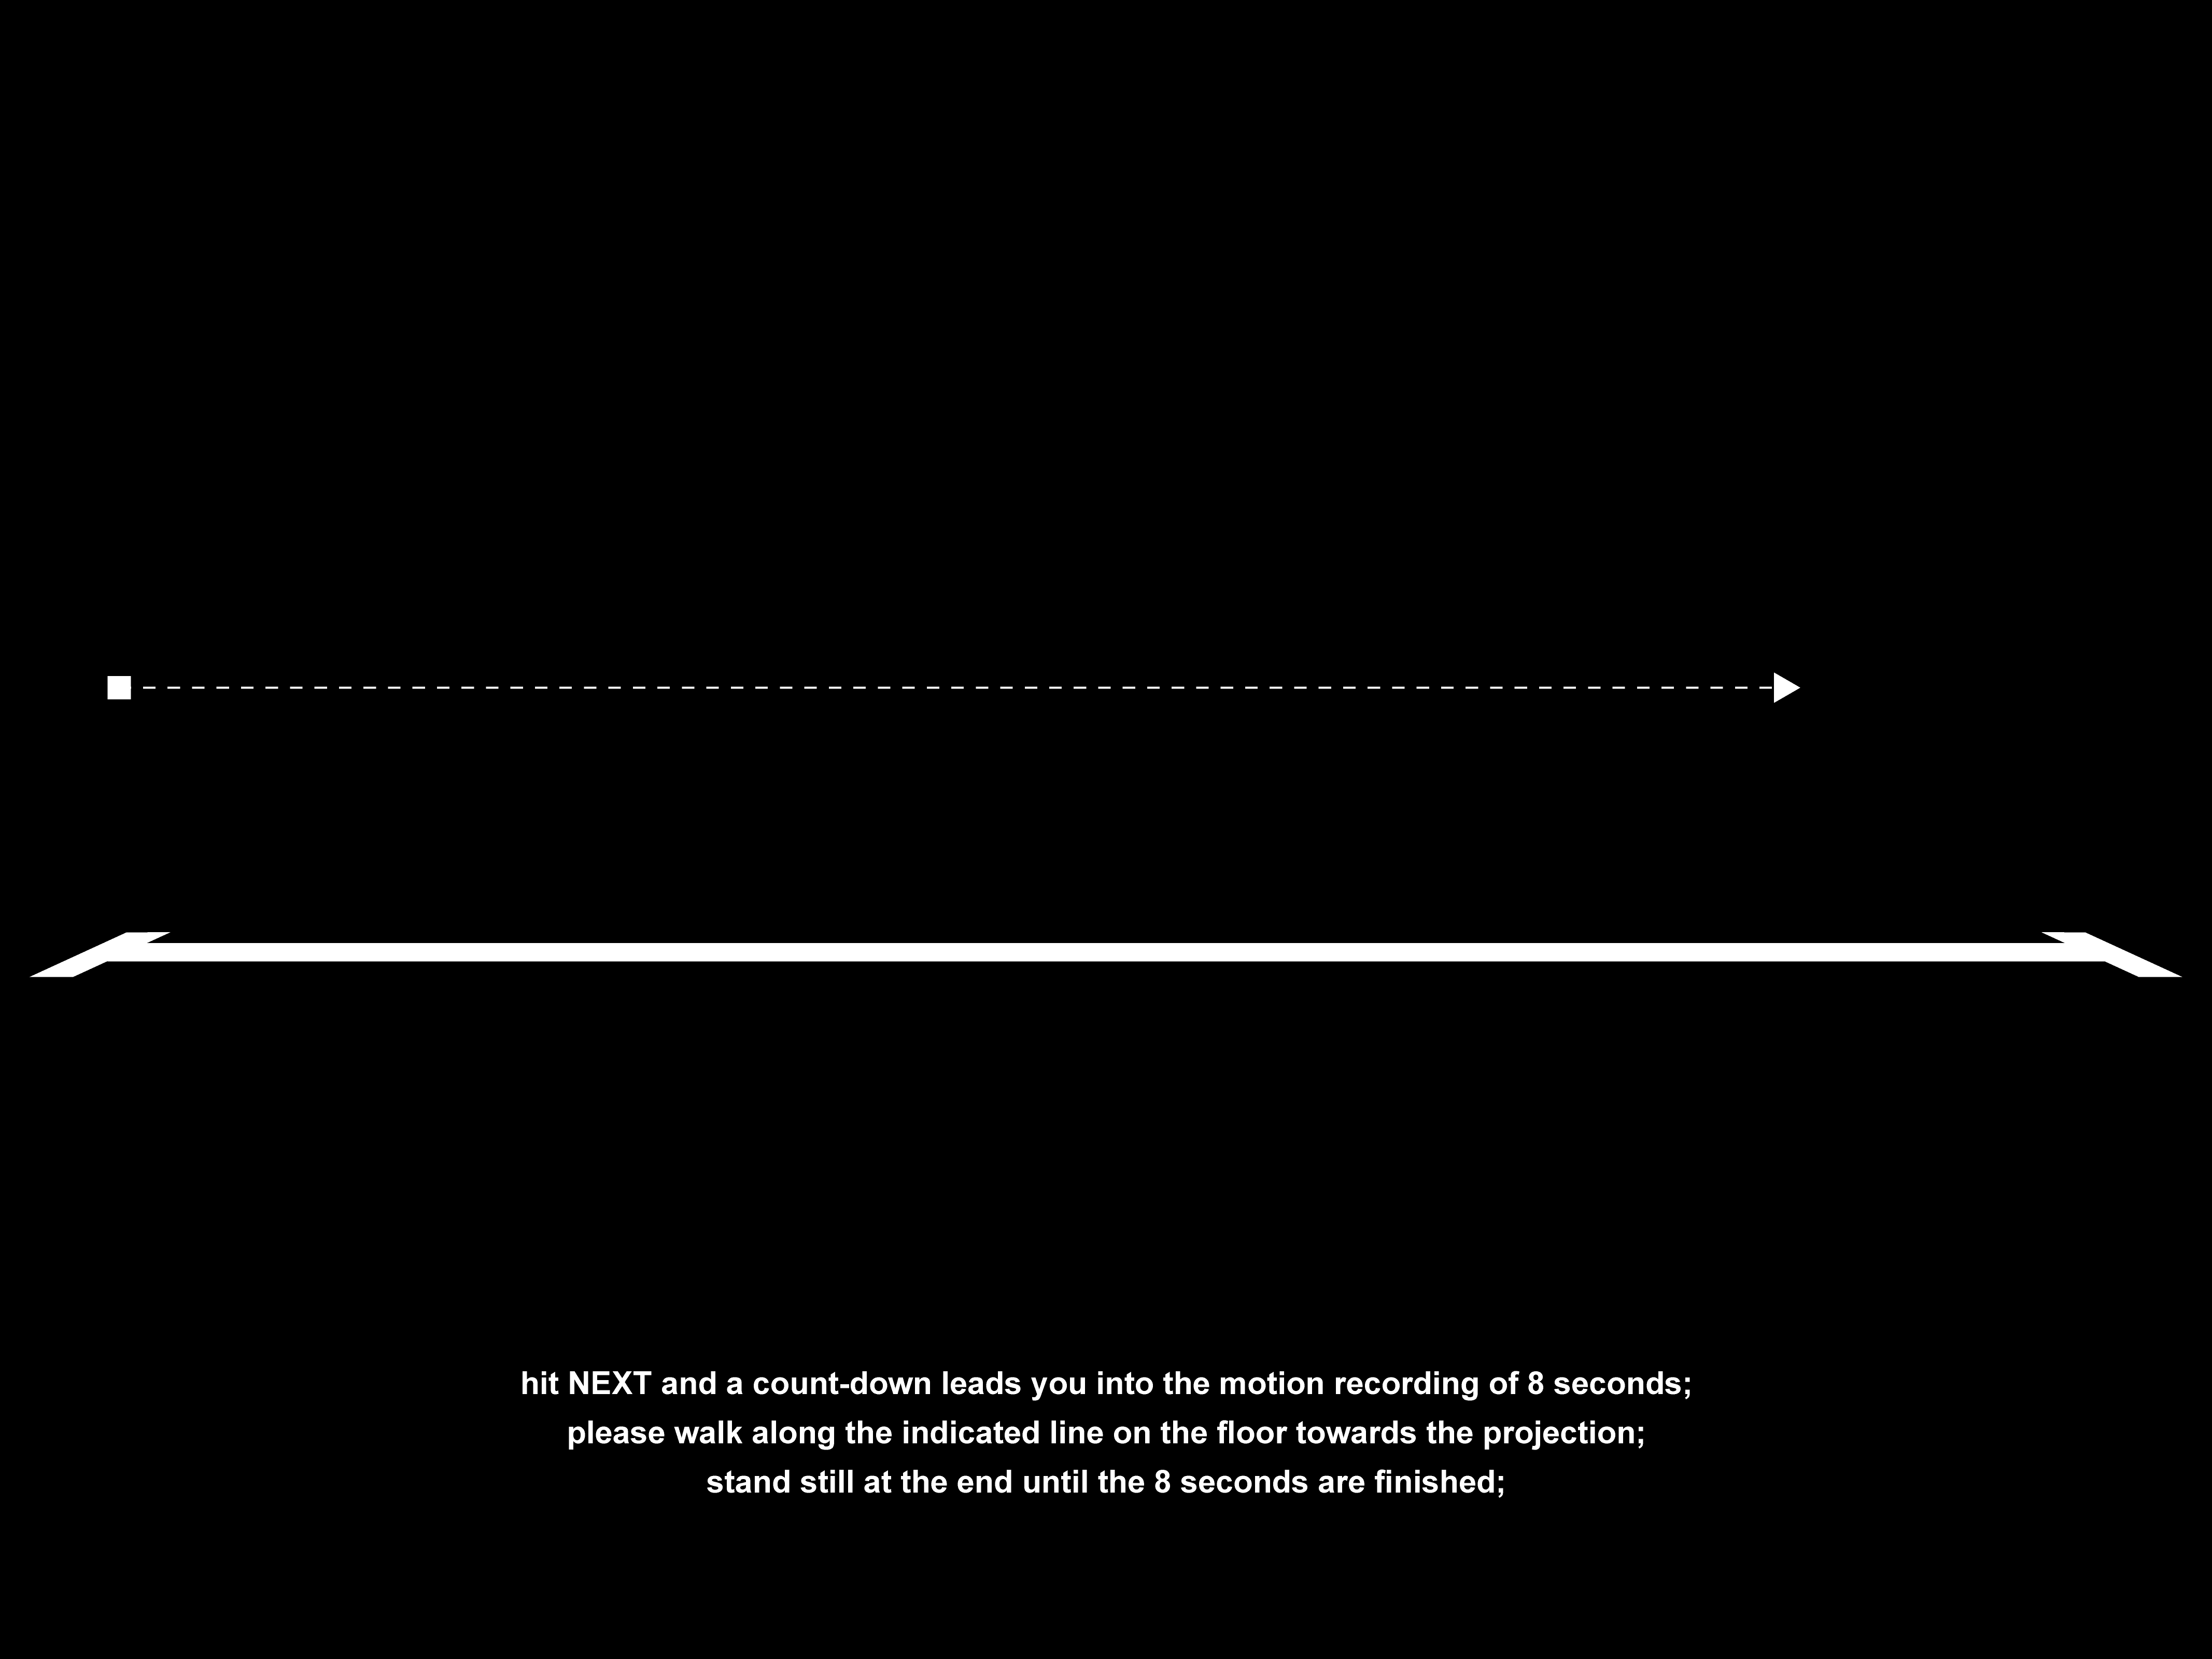 hit NEXT and a count-down leads you into the motion recording of 8 seconds;
please walk along the indicated line on the floor towards the projection;
stand still at the end until the 8 seconds are finished;